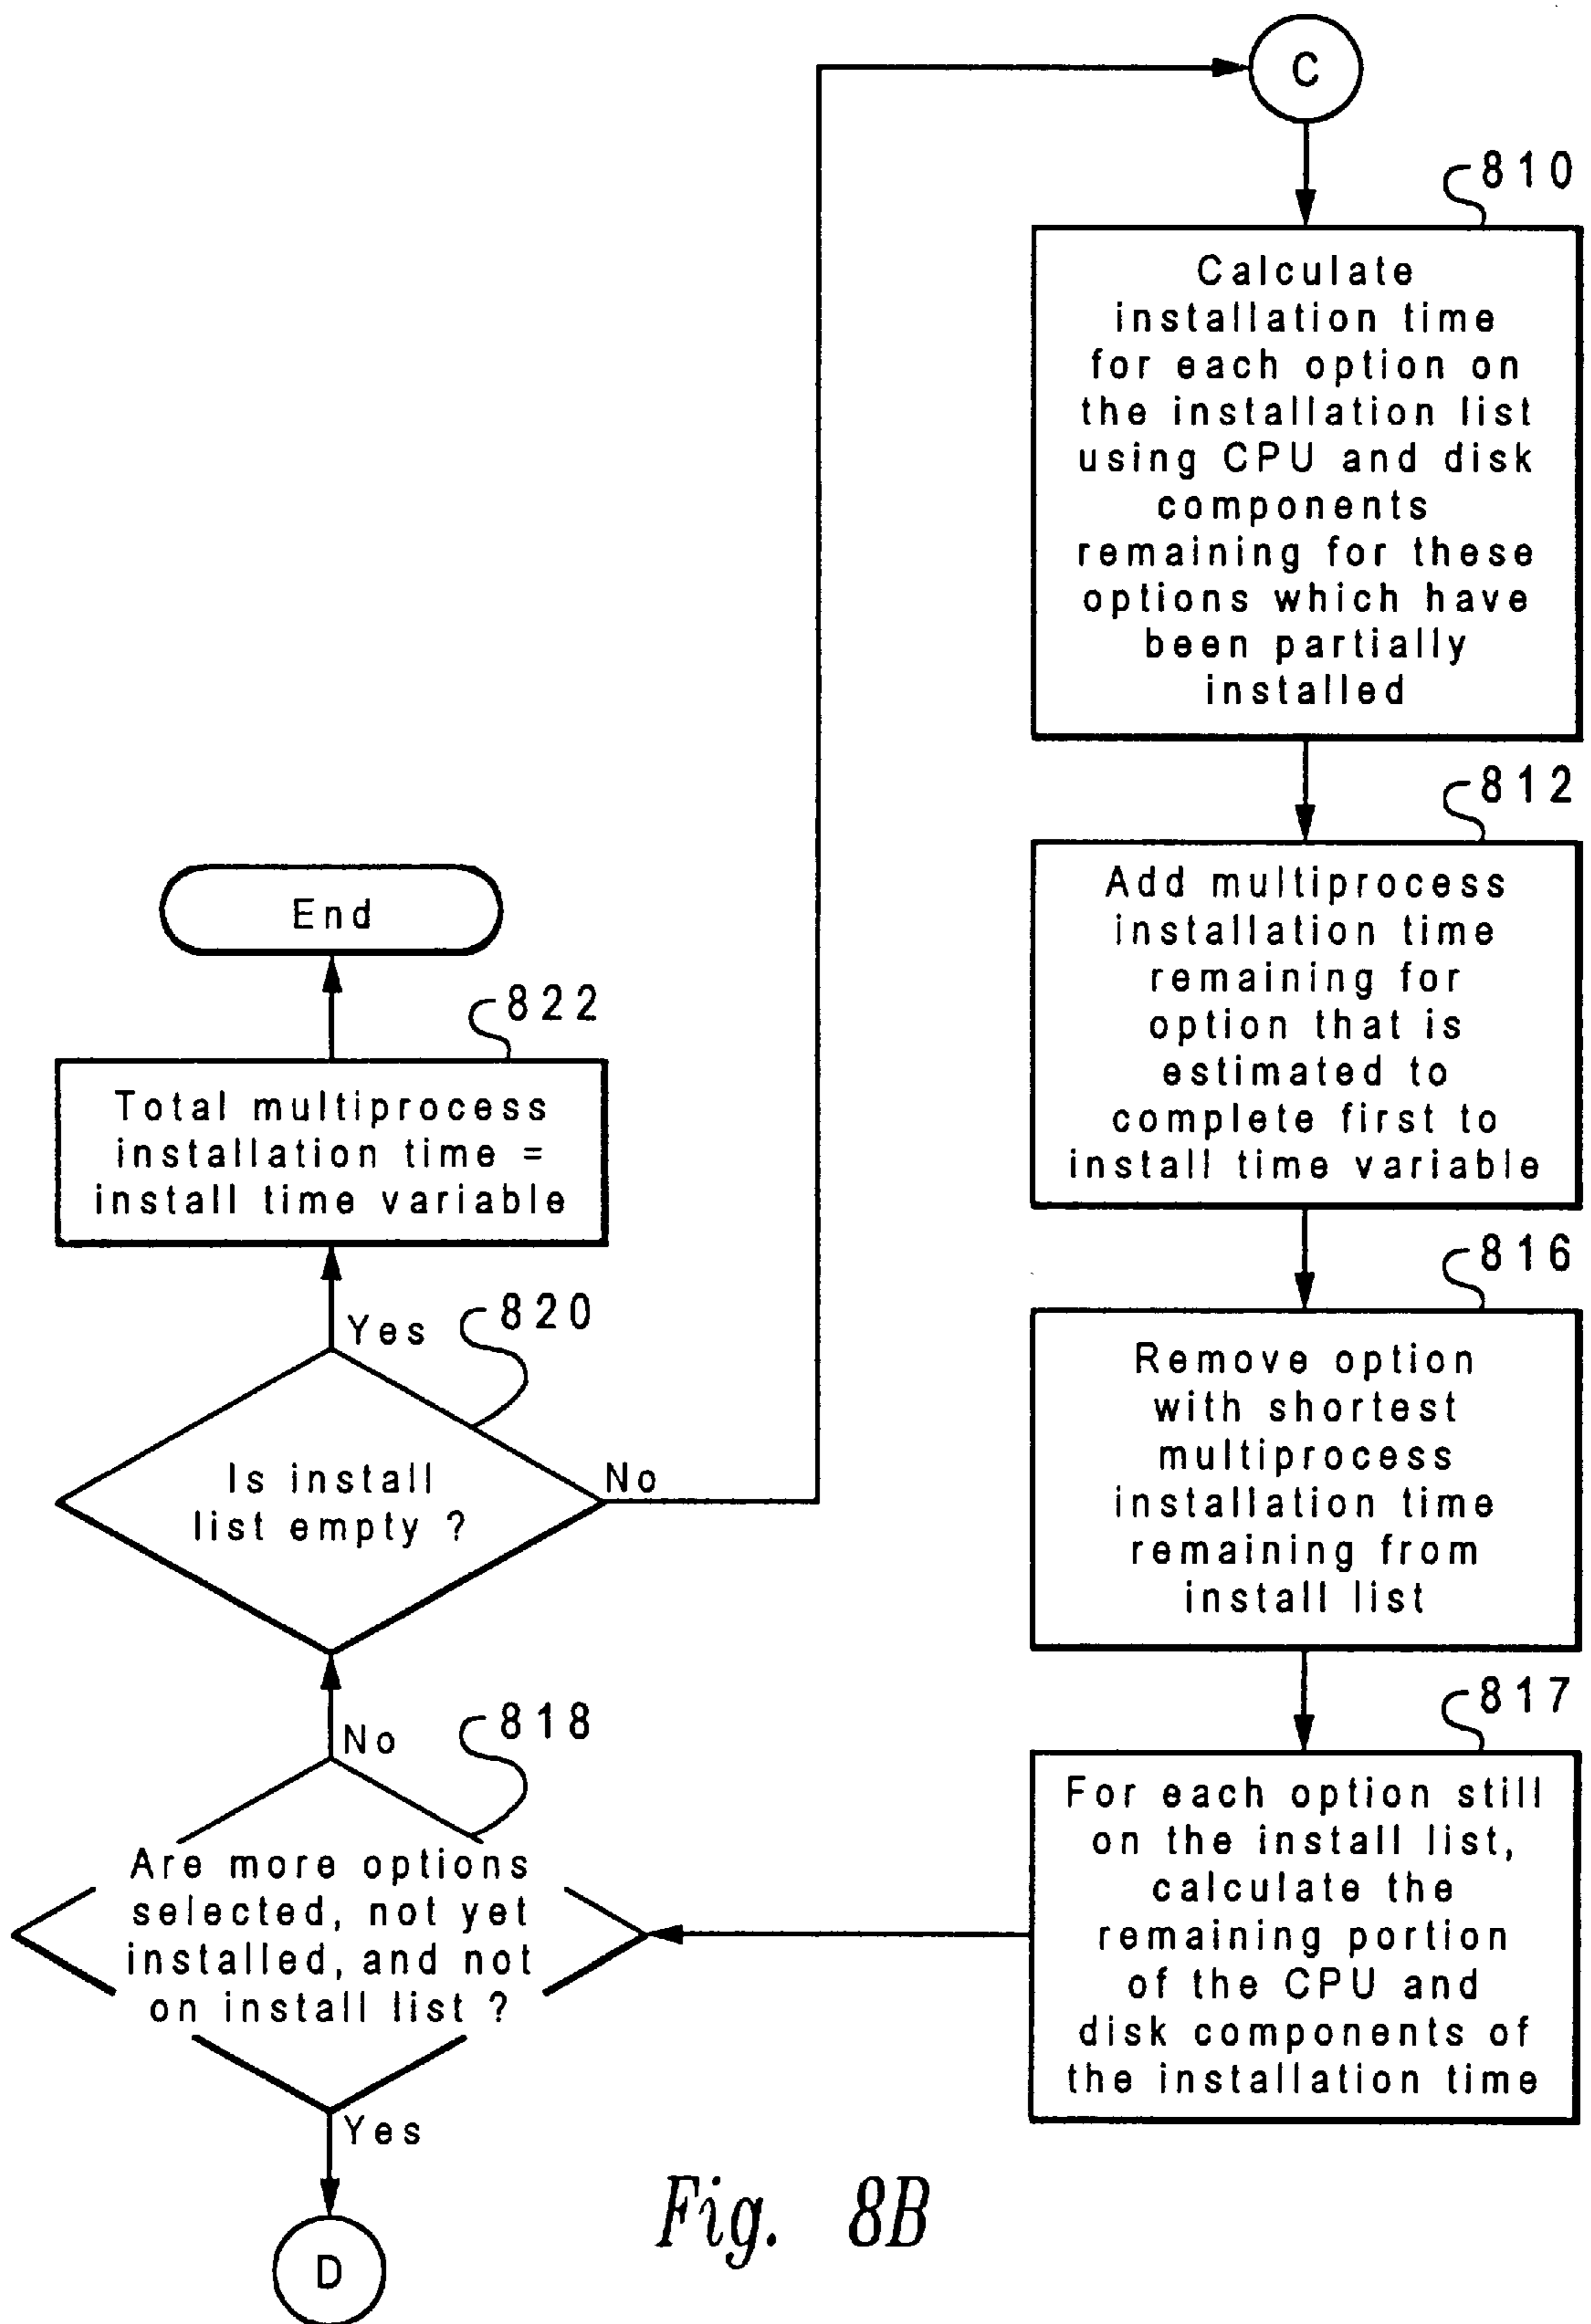 C
810
Calculate
installation time
for each option on
the installation list
using CPU and disk
components
remaining for these
options which have
been partially
installed
812
Add multiprocess
installation time
remaining for
option that is
estimated to
complete first to
install time variable
816
Remove option
with shortest
multiprocess
installation time
remaining from
install list
817
For each option still
on the install list,
calculate the
remaining portion
of the CPU and
disk components of
the installation time
818
Are more options
selected, not yet
installed, and not
on install list ?
Yes
D
No
820
Is install
list empty ?
No
Yes
822
Total multiprocess
installation time =
install time variable
End
Fig. 8B